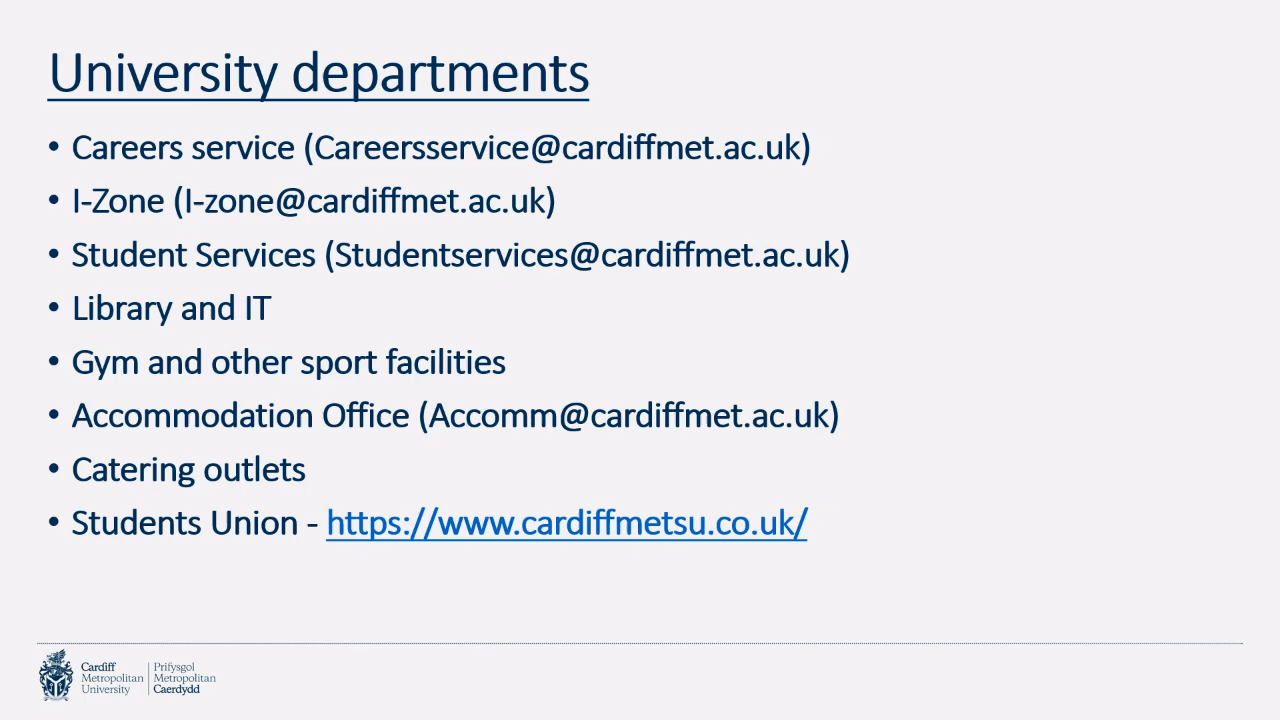 University departments
• Careers service (Careersservice@cardiffmet.ac.uk)
• I-Zone (I-zone@cardiffmet.ac.uk)
• Student Services (Studentservices@cardiffmet.ac.uk)
• Library and IT
• Gym and other sport facilities
• Accommodation Office (Accomm@cardiffmet.ac.uk)
• Catering outlets
• Students Union - https://www.cardiffmetsu.co.uk/
Cardiff
Metropolitan
University
Prifysgol
Metropolitan
Caerdydd